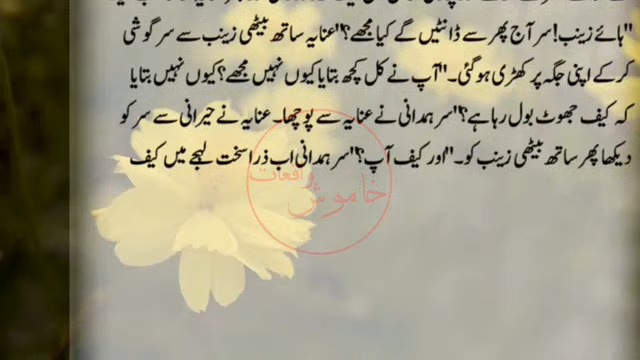 "ہائے زینب! سر آج پھر سے ڈانٹیں گے کیا مجھے؟" عنایہ ساتھ بیٹھی زینب سے سرگوشی
کرکے اپنی جگہ پر کھڑی ہوگئی۔ "آپ نے کل کچھ بتایا کیوں نہیں مجھے؟ کیوں نہیں بتایا
کہ کیف جھوٹ بول رہا ہے؟" سر ہمدانی نے عنایہ سے پوچھا۔ عنایہ نے حیرانی سے سر کو
دیکھا پھر ساتھ بیٹھی زینب کو۔ "اور کیف آپ؟" سر ہمدانی اب ذرا سخت لہجے میں کیف
خاموش واقعات